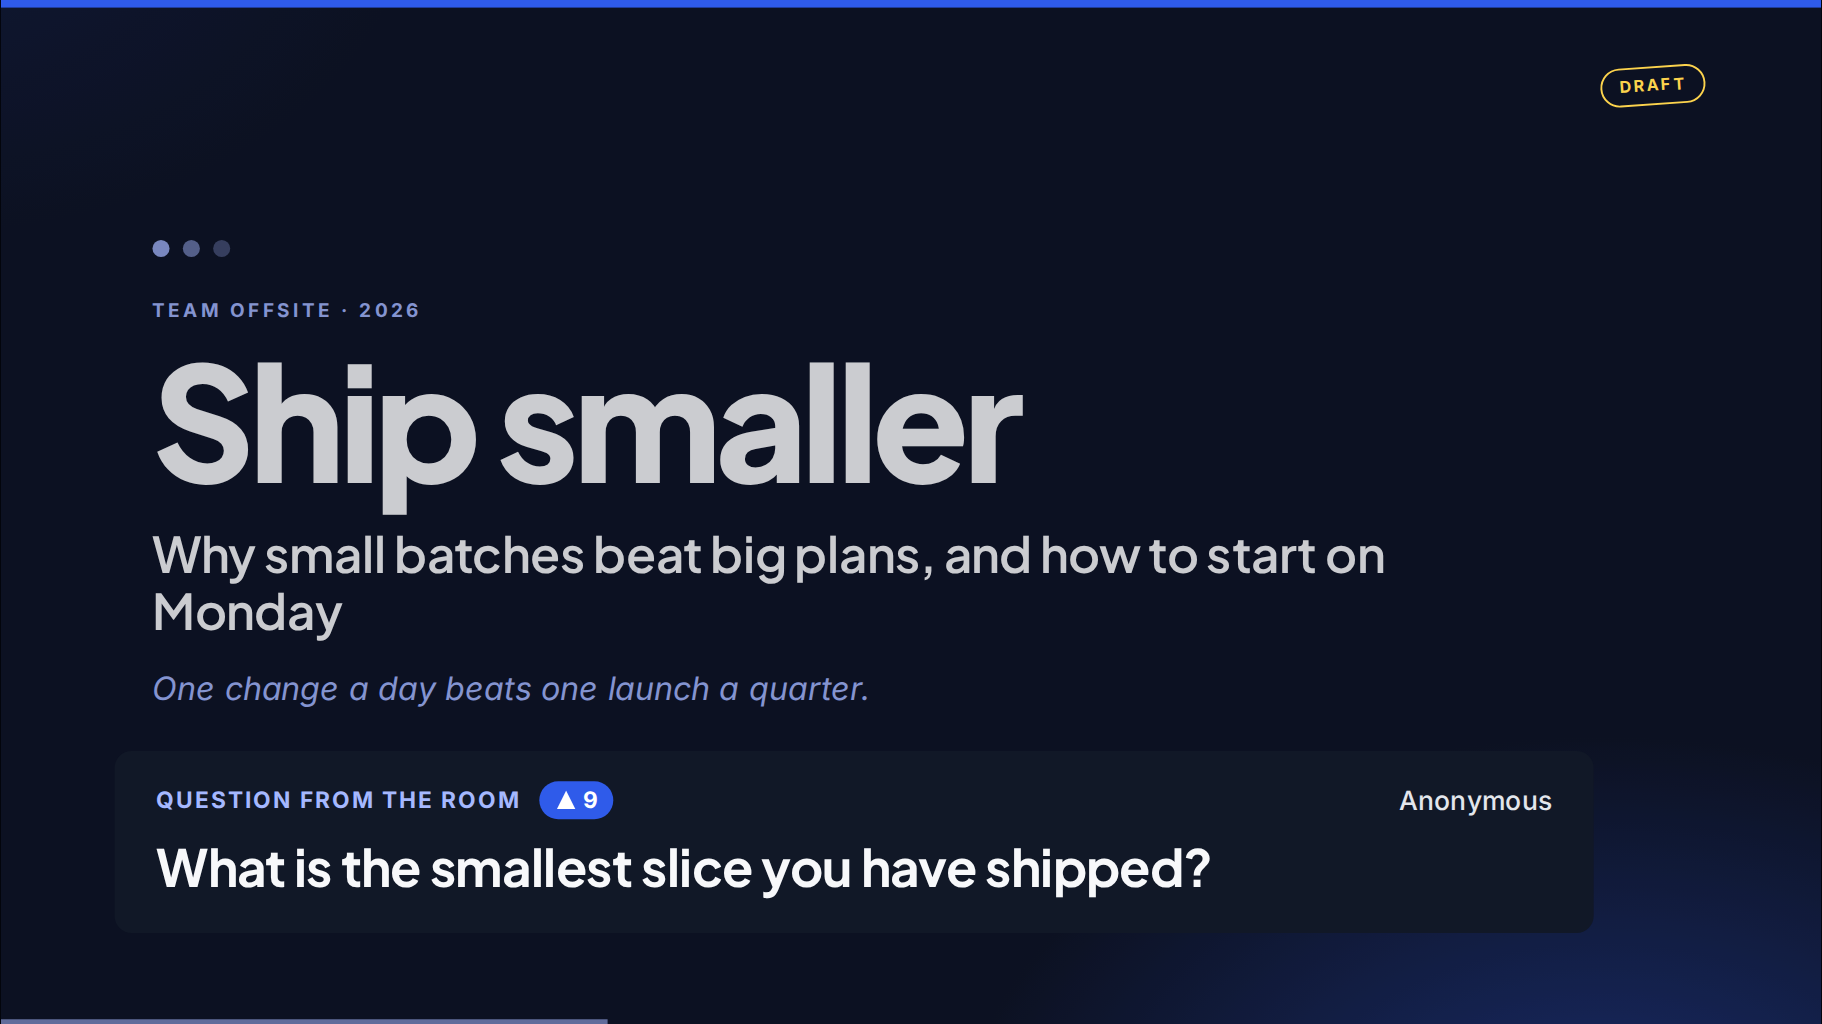 DRAFT
TEAM OFFSITE · 2026
Ship smaller
Why small batches beat big plans, and how to start on
Monday
One change a day beats one launch a quarter.
QUESTION FROM THE ROOM ▲ 9 Anonymous
What is the smallest slice you have shipped?